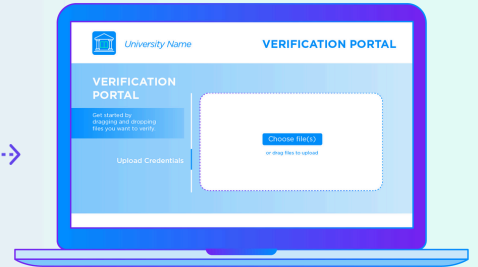 University Name
VERIFICATION PORTAL
VERIFICATION
PORTAL
Get started by
dragging and dropping
files you want to verify.
Upload Credentials
Choose file(s)
or drag files to upload